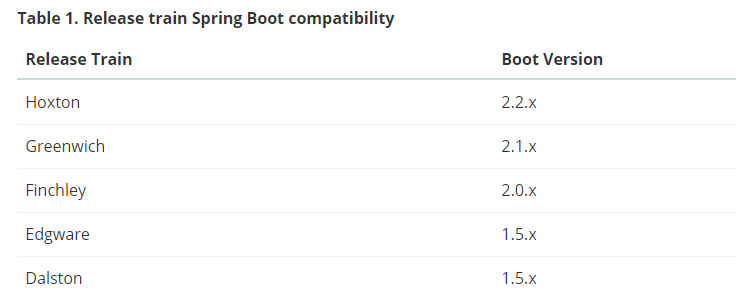 Table 1. Release train Spring Boot compatibility
Release Train Boot Version
Hoxton 2.2.x
Greenwich 2.1.x
Finchley 2.0.x
Edgware 1.5.x
Dalston 1.5.x